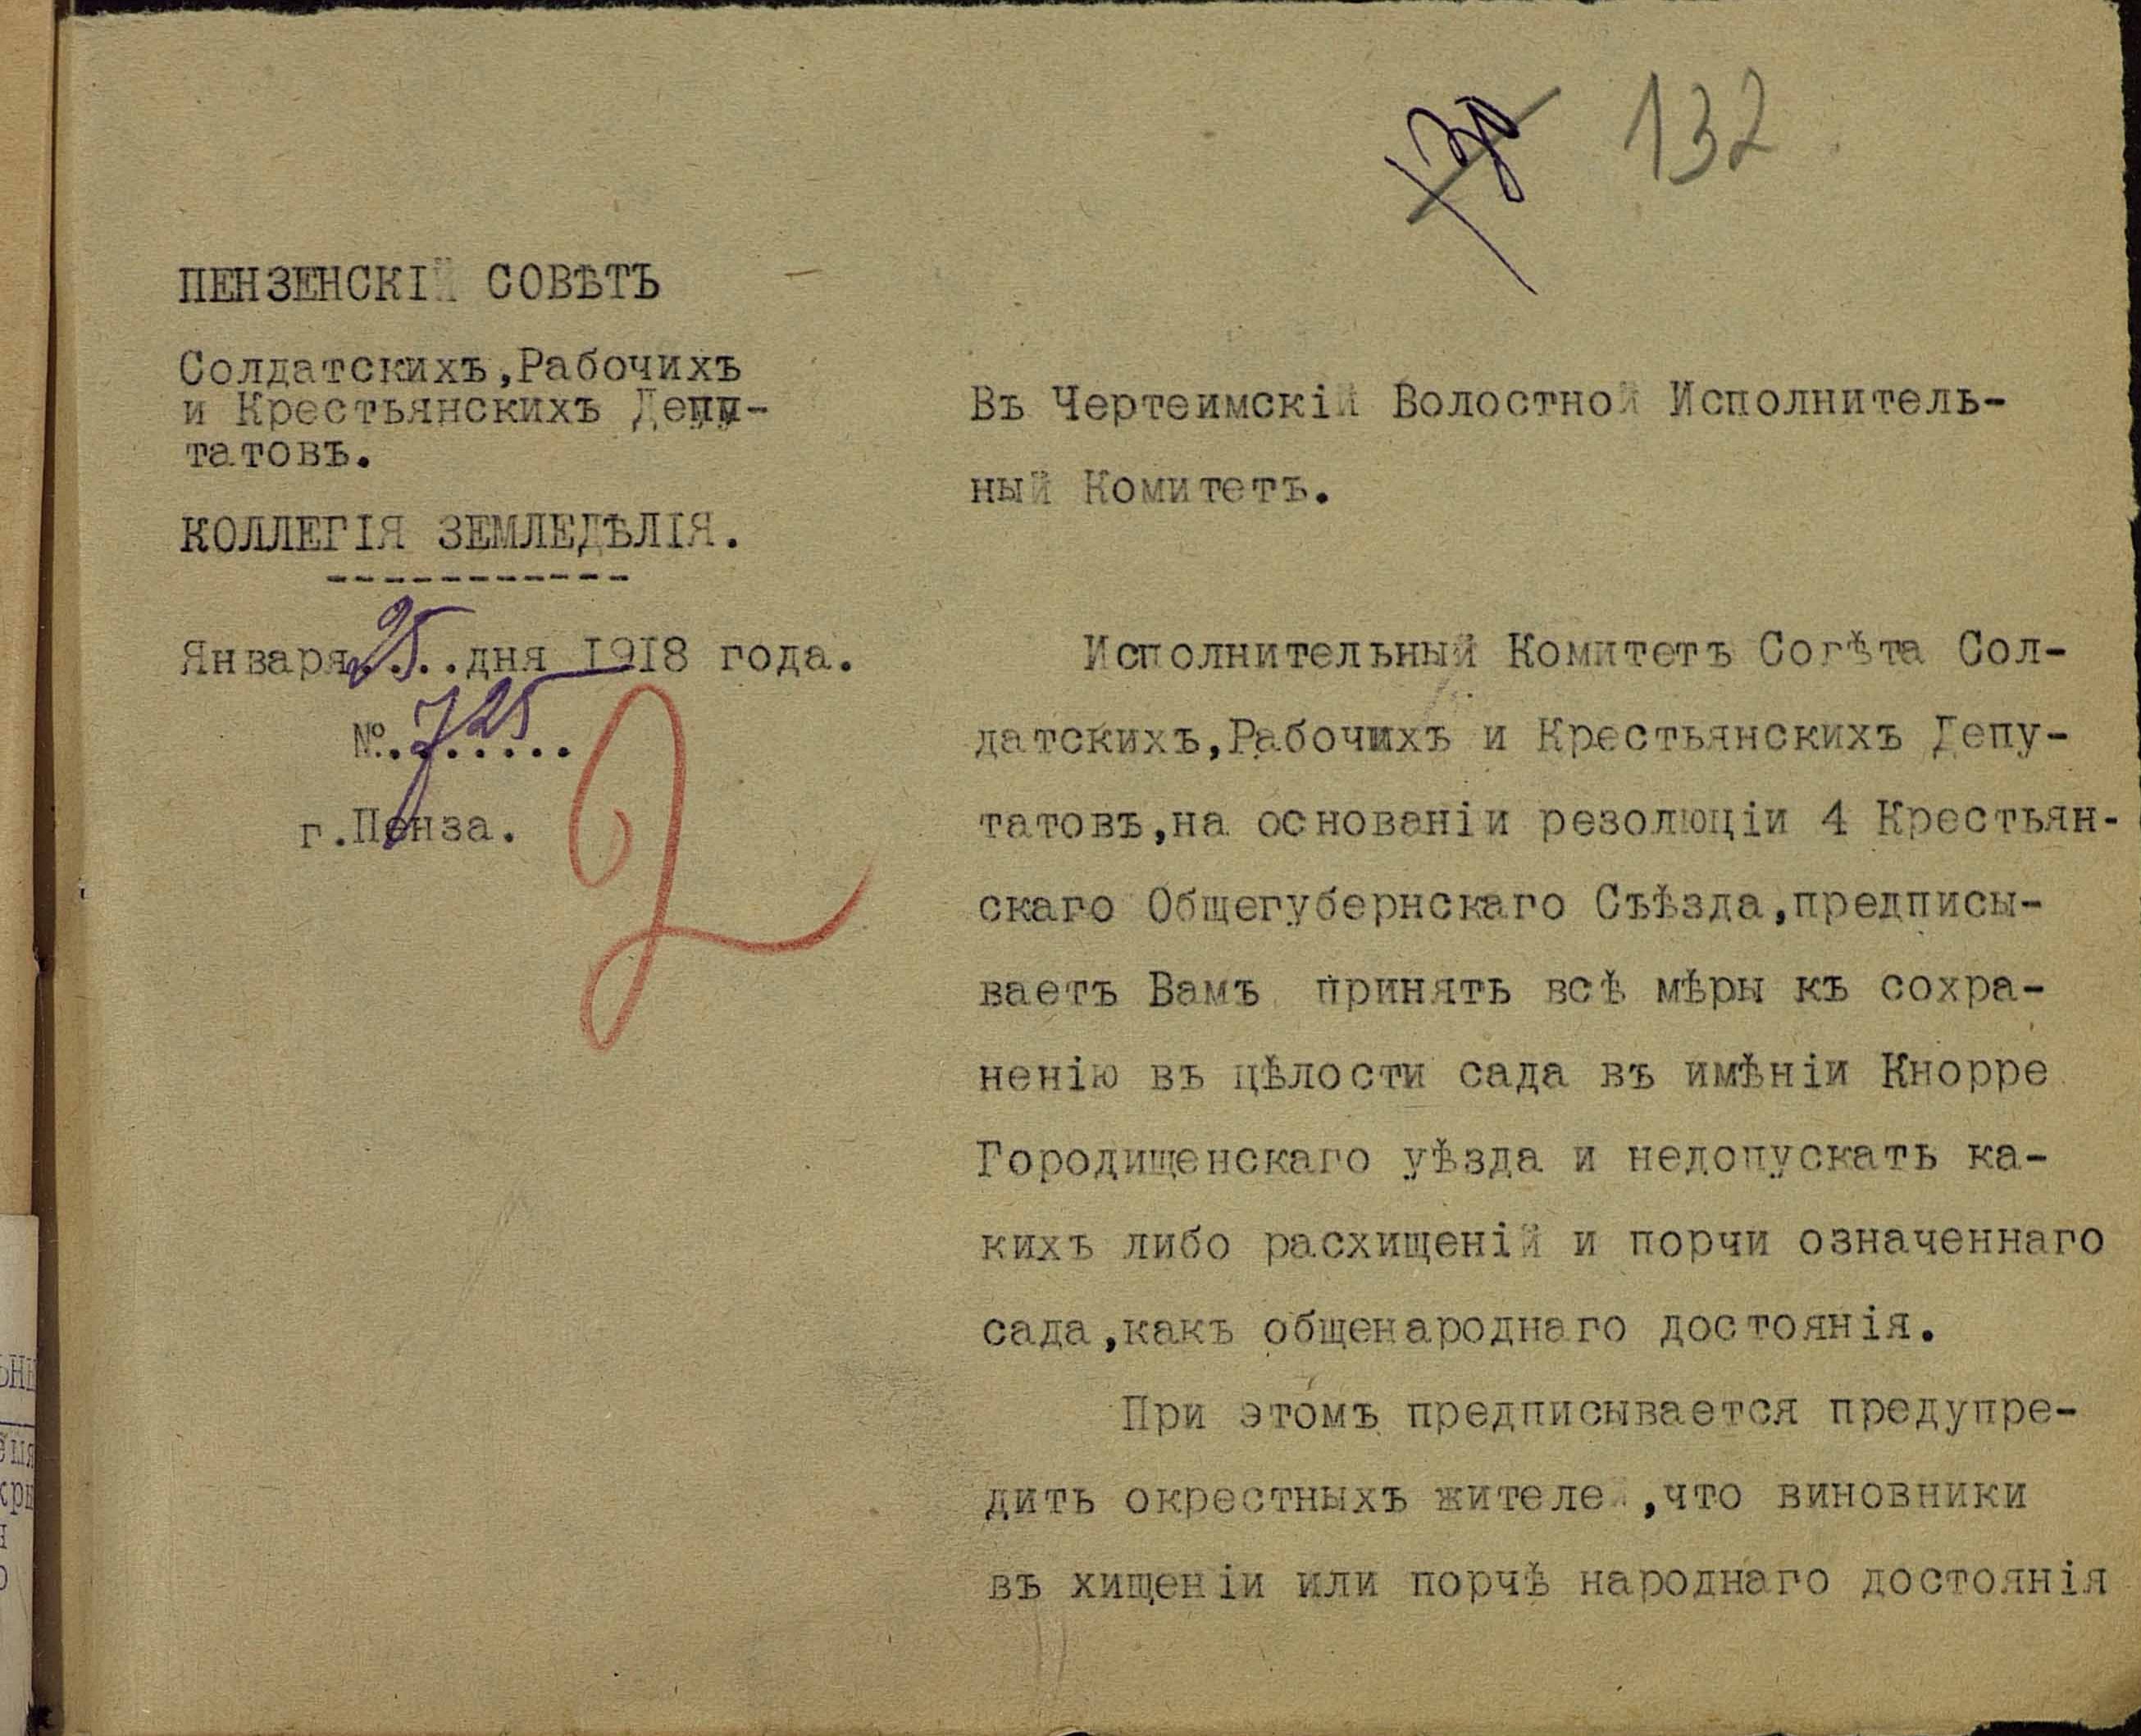 132
ПЕНЗЕНСКІЙ СОВѢТЪ
Солдатскихъ,Рабочихъ
и Крестьянскихъ Депу-
татовъ.
КОЛЛЕГІЯ ЗЕМЛЕДѢЛІЯ.
------------
Января 25..дня 1918 года.
№.725.....
г.Пенза.
2
Въ Чертеимскій Волостной Исполнитель-
ный Комитетъ.
Исполнительный Комитетъ Совѣта Сол-
датскихъ,Рабочихъ и Крестьянскихъ Депу-
татовъ,на основаніи резолюціи 4 Крестьян-
скаго Общегубернскаго Съѣзда,предписы-
ваетъ Вамъ принять всѣ мѣры къ сохра-
ненію въ цѣлости сада въ имѣніи Кнорре
Городищенскаго уѣзда и недопускать ка-
кихъ либо расхищеній и порчи означеннаго
сада,какъ общенароднаго достоянія.
При этомъ предписывается предупре-
дить окрестныхъ жителей,что виновники
въ хищеніи или порчѣ народнаго достоянія